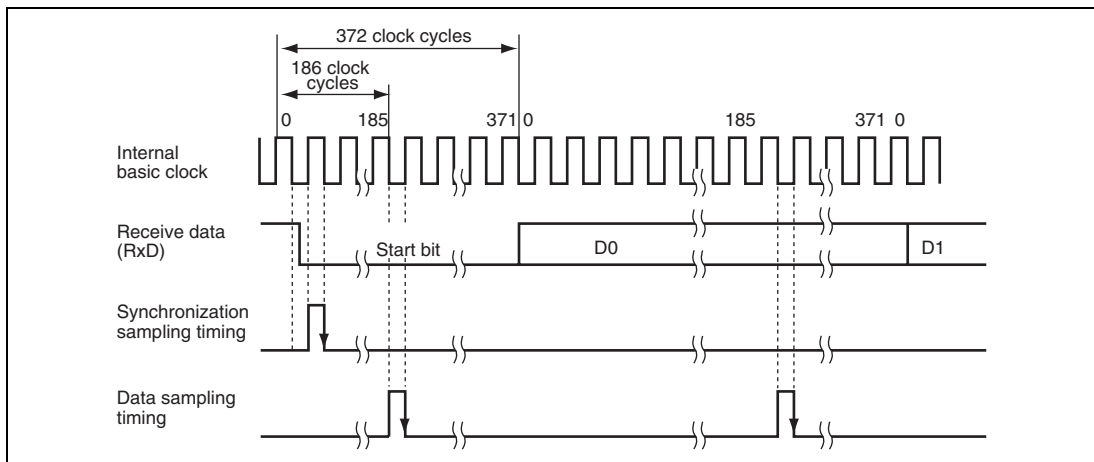 372 clock cycles
186 clock
cycles
0 185 371 0 185 371 0
Internal
basic clock
Receive data
(RxD)
Start bit D0 D1
Synchronization
sampling timing
Data sampling
timing